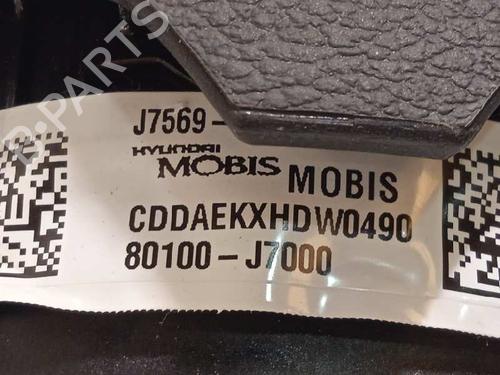 J7569-
HYUNDAI
MOBIS MOBIS
CDDAEKXHDW0490
80100-J7000
B-PARTS